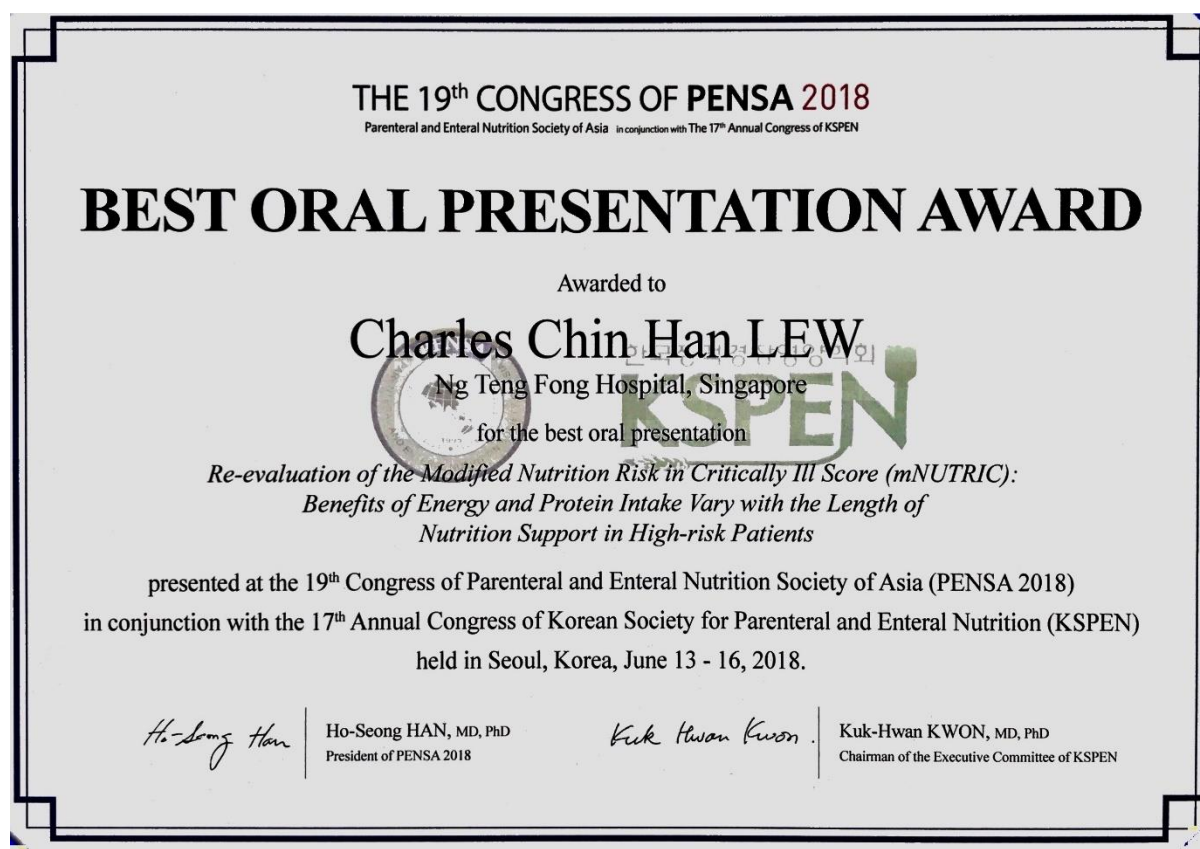 THE 19th CONGRESS OF PENSA 2018
Parenteral and Enteral Nutrition Society of Asia in conjunction with The 17th Annual Congress of KSPEN
BEST ORAL PRESENTATION AWARD
Awarded to
Charles Chin Han LEW
Ng Teng Fong Hospital, Singapore
KSPEN
for the best oral presentation
Re-evaluation of the Modified Nutrition Risk in Critically Ill Score (mNUTRIC):
Benefits of Energy and Protein Intake Vary with the Length of
Nutrition Support in High-risk Patients
presented at the 19th Congress of Parenteral and Enteral Nutrition Society of Asia (PENSA 2018)
in conjunction with the 17th Annual Congress of Korean Society for Parenteral and Enteral Nutrition (KSPEN)
held in Seoul, Korea, June 13 - 16, 2018.
Ho-Seong Han
Ho-Seong HAN, MD, PhD
President of PENSA 2018
Kuk Hwan Kwon.
Kuk-Hwan KWON, MD, PhD
Chairman of the Executive Committee of KSPEN